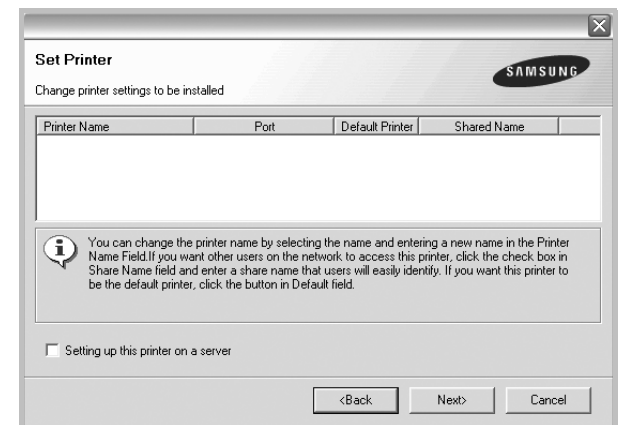 Set Printer
SAMSUNG
Change printer settings to be installed
Printer Name Port Default Printer Shared Name
You can change the printer name by selecting the name and entering a new name in the Printer
Name Field.If you want other users on the network to access this printer, click the check box in
Share Name field and enter a share name that users will easily identify. If you want this printer to
be the default printer, click the button in Default field.
Setting up this printer on a server
<Back Next> Cancel